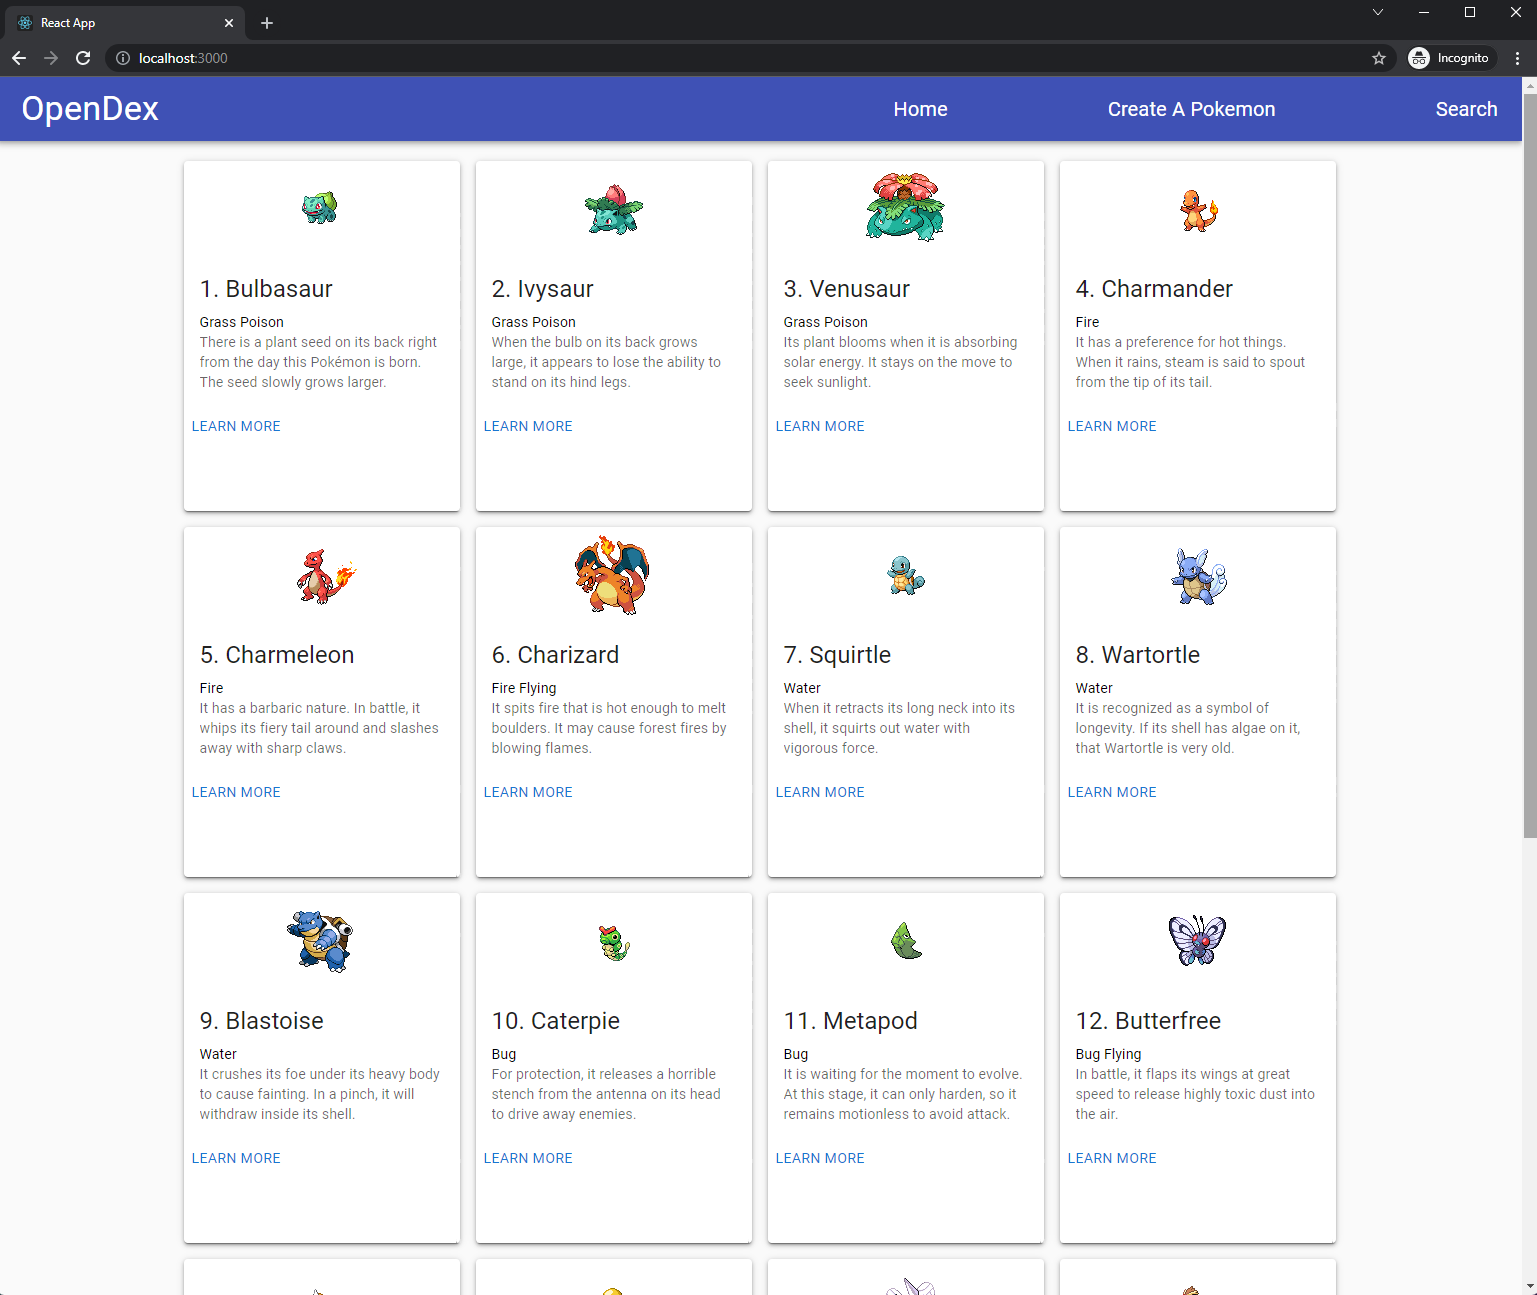 React App
localhost:3000
Incognito
OpenDex
Home
Create A Pokemon
Search
1. Bulbasaur
Grass Poison
There is a plant seed on its back right
from the day this Pokémon is born.
The seed slowly grows larger.
LEARN MORE
2. Ivysaur
Grass Poison
When the bulb on its back grows
large, it appears to lose the ability to
stand on its hind legs.
LEARN MORE
3. Venusaur
Grass Poison
Its plant blooms when it is absorbing
solar energy. It stays on the move to
seek sunlight.
LEARN MORE
4. Charmander
Fire
It has a preference for hot things.
When it rains, steam is said to spout
from the tip of its tail.
LEARN MORE
5. Charmeleon
Fire
It has a barbaric nature. In battle, it
whips its fiery tail around and slashes
away with sharp claws.
LEARN MORE
6. Charizard
Fire Flying
It spits fire that is hot enough to melt
boulders. It may cause forest fires by
blowing flames.
LEARN MORE
7. Squirtle
Water
When it retracts its long neck into its
shell, it squirts out water with
vigorous force.
LEARN MORE
8. Wartortle
Water
It is recognized as a symbol of
longevity. If its shell has algae on it,
that Wartortle is very old.
LEARN MORE
9. Blastoise
Water
It crushes its foe under its heavy body
to cause fainting. In a pinch, it will
withdraw inside its shell.
LEARN MORE
10. Caterpie
Bug
For protection, it releases a horrible
stench from the antenna on its head
to drive away enemies.
LEARN MORE
11. Metapod
Bug
It is waiting for the moment to evolve.
At this stage, it can only harden, so it
remains motionless to avoid attack.
LEARN MORE
12. Butterfree
Bug Flying
In battle, it flaps its wings at great
speed to release highly toxic dust into
the air.
LEARN MORE